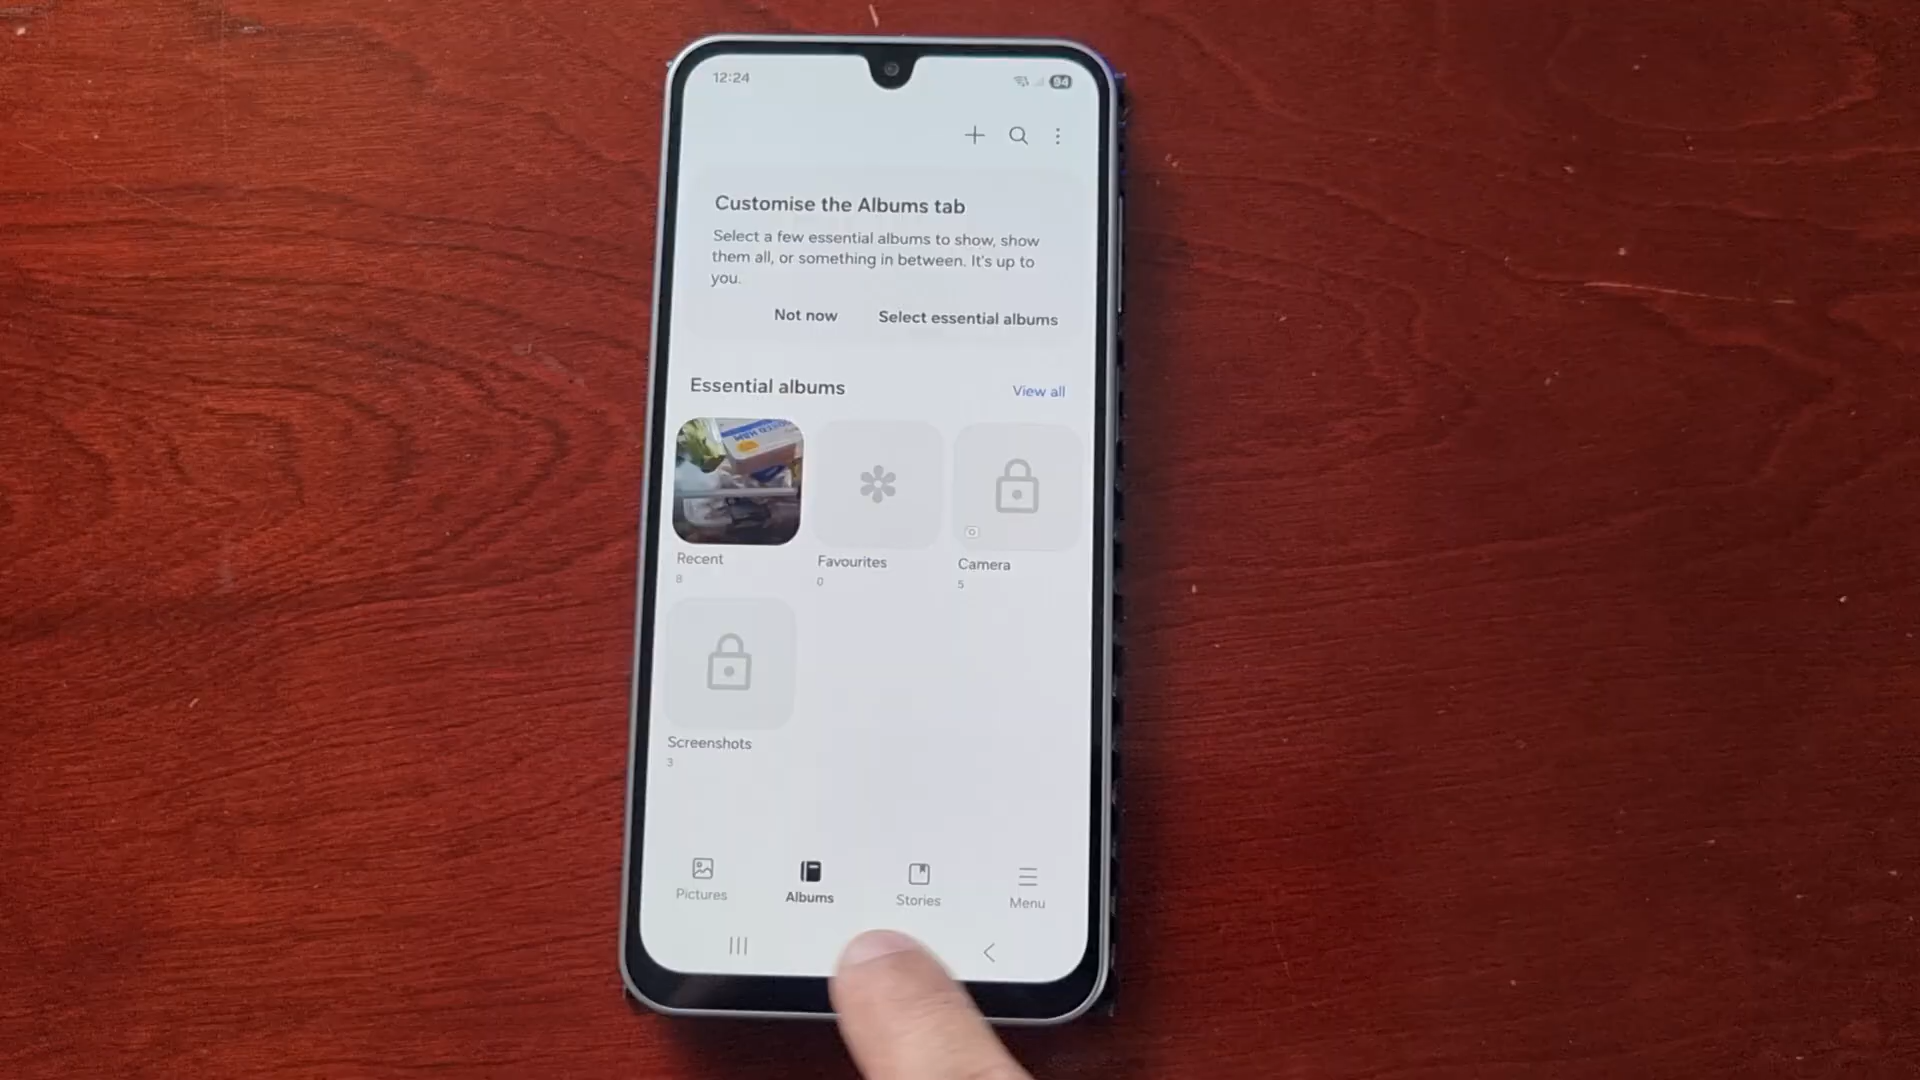 12:24
94
Customise the Albums tab
Select a few essential albums to show, show
them all, or something in between. It's up to
you.
Not now
Select essential albums
Essential albums
View all
Recent
8
Favourites
0
Camera
5
Screenshots
3
Pictures
Albums
Stories
Menu